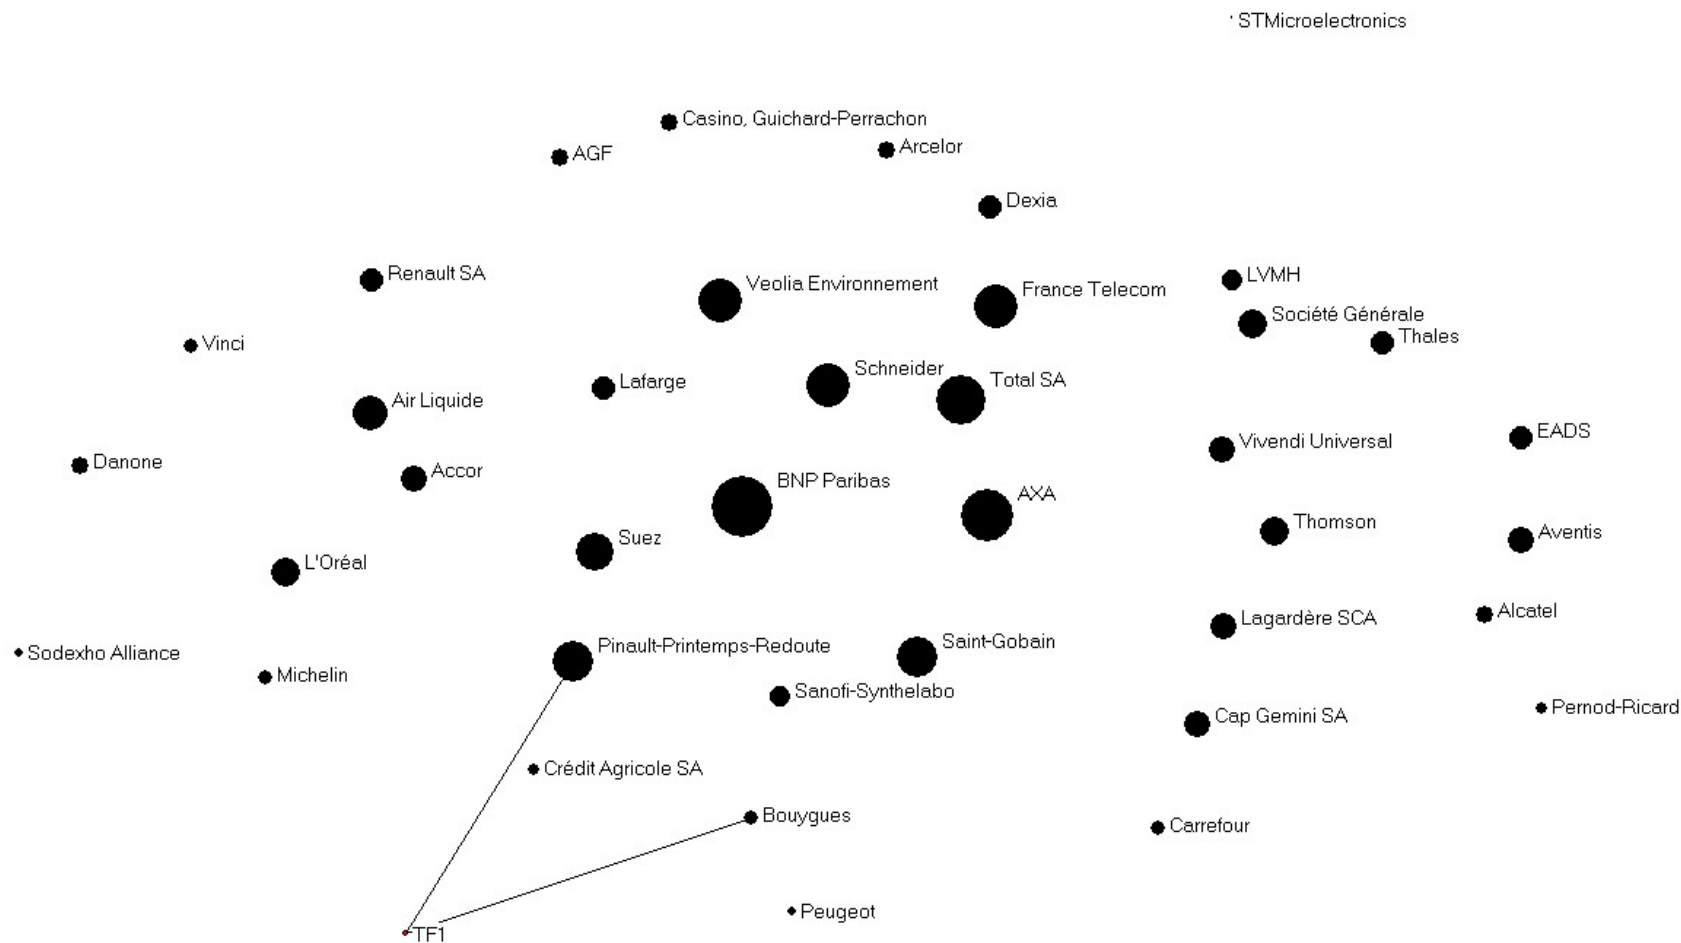 STMicroelectronics
Casino, Guichard-Perrachon
Arcelor
AGF
Dexia
Renault SA
Veolia Environnement
France Telecom
LVMH
Société Générale
Thales
Vinci
Lafarge
Schneider
Total SA
Air Liquide
Vivendi Universal
EADS
Danone
Accor
BNP Paribas
AXA
Thomson
Aventis
Suez
L'Oréal
Lagardère SCA
Alcatel
Sodexho Alliance
Michelin
Pinault-Printemps-Redoute
Saint-Gobain
Sanofi-Synthelabo
Cap Gemini SA
Pernod-Ricard
Crédit Agricole SA
Bouygues
Carrefour
Peugeot
TF1